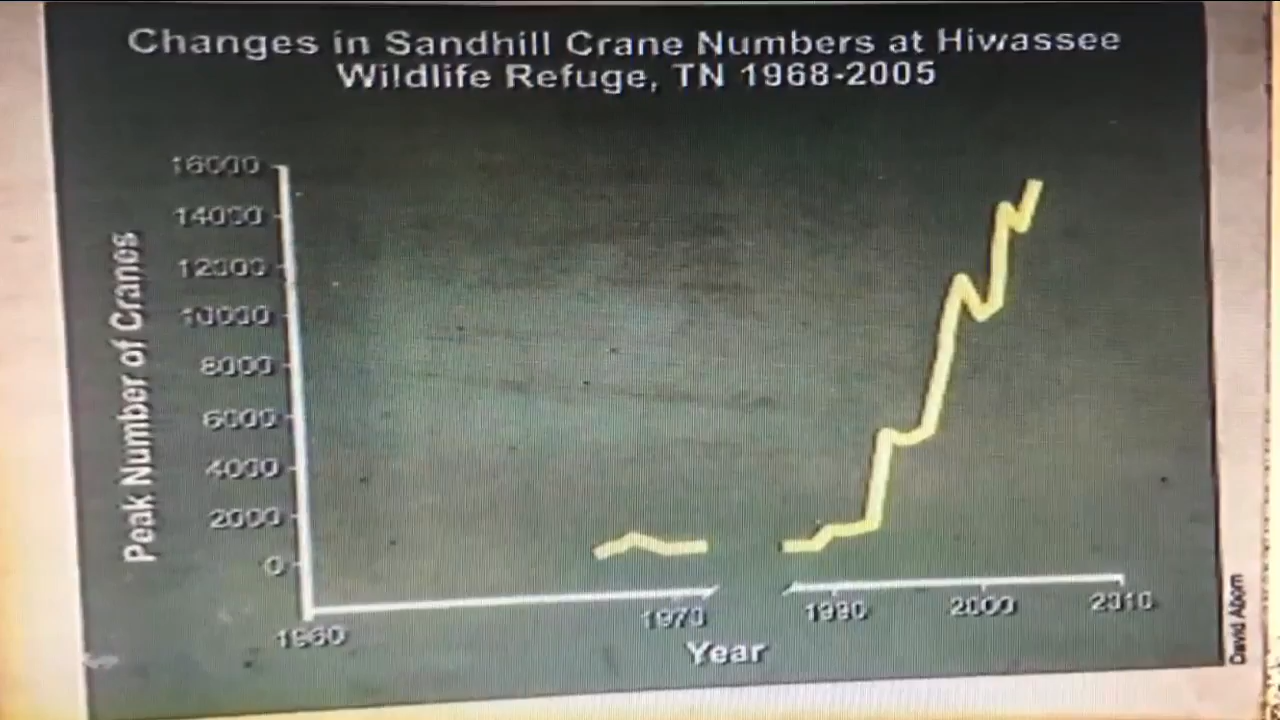 Changes in Sandhill Crane Numbers at Hiwassee
Wildlife Refuge, TN 1968-2005
16000
14000
12000
10000
8000
6000
4000
2000
0
Peak Number of Cranes
1960
1970
1990
2000
2010
Year
David Aborn